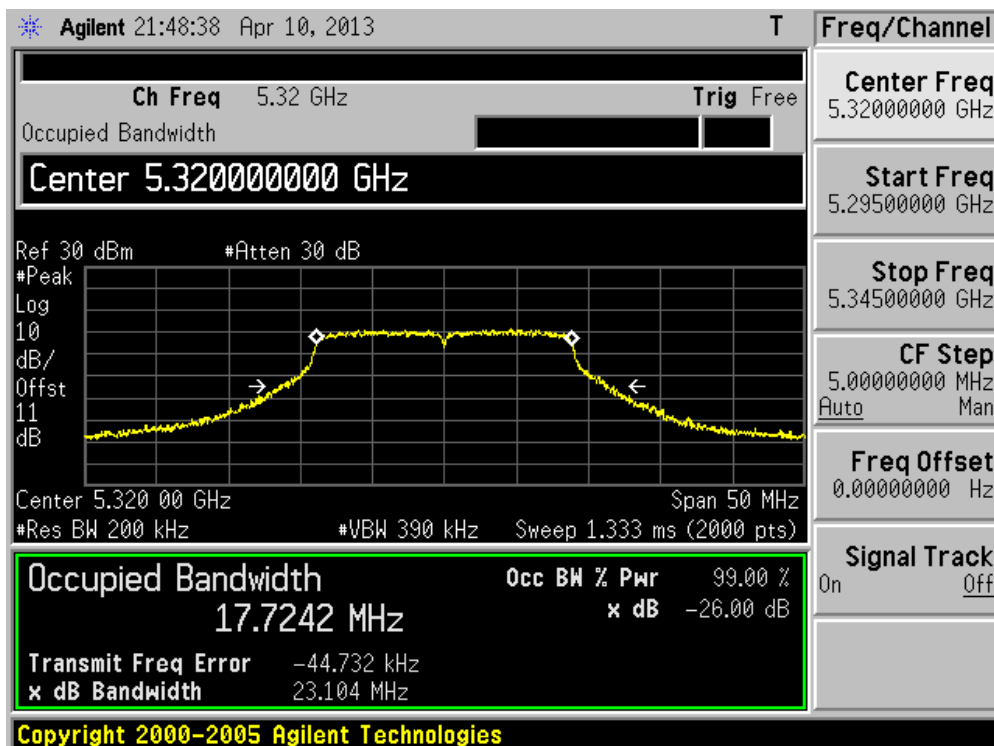 Agilent 21:48:38 Apr 10, 2013 T
Freq/Channel
Ch Freq 5.32 GHz Trig Free
Occupied Bandwidth
Center 5.320000000 GHz
Ref 30 dBm #Atten 30 dB
#Peak
Log
10
dB/
Offst
11
dB
Center 5.320 00 GHz Span 50 MHz
#Res BW 200 kHz #VBW 390 kHz Sweep 1.333 ms (2000 pts)
Occupied Bandwidth Occ BW % Pwr 99.00 %
17.7242 MHz x dB -26.00 dB
Transmit Freq Error -44.732 kHz
x dB Bandwidth 23.104 MHz
Copyright 2000-2005 Agilent Technologies
Center Freq
5.32000000 GHz
Start Freq
5.29500000 GHz
Stop Freq
5.34500000 GHz
CF Step
5.00000000 MHz
Auto Man
Freq Offset
0.00000000 Hz
Signal Track
On Off